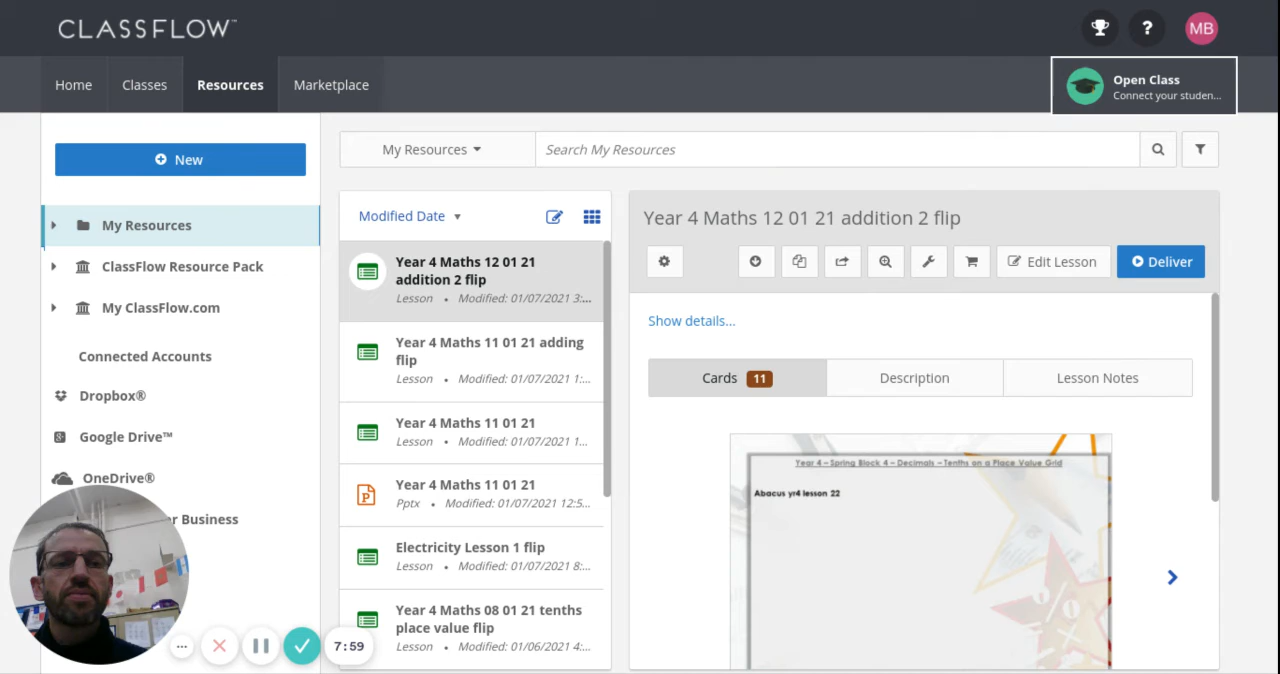 CLASSFLOW™
?
MB
Home
Classes
Resources
Marketplace
Open Class
Connect your studen...
New
My Resources
Search My Resources
My Resources
ClassFlow Resource Pack
My ClassFlow.com
Connected Accounts
Dropbox®
Google Drive™
OneDrive®
r Business
Modified Date
Year 4 Maths 12 01 21
addition 2 flip
Lesson • Modified: 01/07/2021 3:...
Year 4 Maths 11 01 21 adding
flip
Lesson • Modified: 01/07/2021 1:...
Year 4 Maths 11 01 21
Lesson • Modified: 01/07/2021 1...
P
Year 4 Maths 11 01 21
Pptx • Modified: 01/07/2021 12:5...
Electricity Lesson 1 flip
Lesson • Modified: 01/07/2021 8:...
Year 4 Maths 08 01 21 tenths
place value flip
Lesson • Modified: 01/06/2021 4:...
Year 4 Maths 12 01 21 addition 2 flip
Edit Lesson
Deliver
Show details...
Cards 11
Description
Lesson Notes
Year 4 – Spring Block 4 – Decimals – Tenths on a Place Value Grid
Abacus yr4 lesson 22
7:59